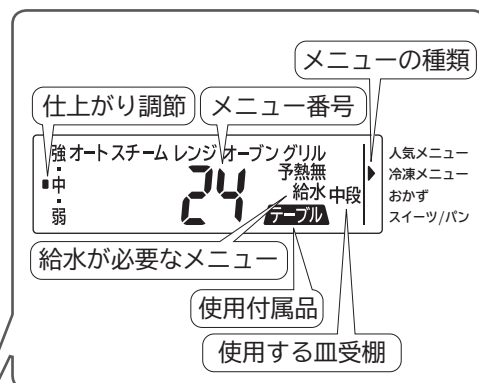 メニューの種類
仕上がり調節
メニュー番号
強 オート スチーム レンジ オーブン グリル
・
中
・
弱
24
予熱無
給水
中段
テーブル
人気メニュー
冷凍メニュー
おかず
スイーツ/パン
給水が必要なメニュー
使用付属品
使用する皿受棚